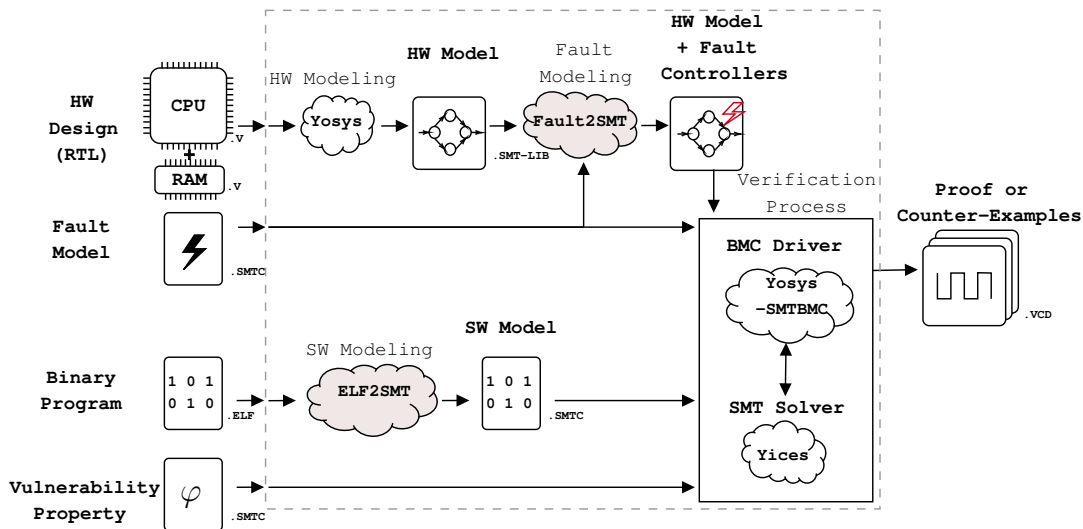 HW
Design
(RTL)
CPU
.V
+
RAM
.V
HW Modeling
Yosys
HW Model
.SMT-LIB
Fault
Modeling
Fault2SMT
HW Model
+ Fault
Controllers
Fault
Model
.SMTC
Verification
Process
BMC Driver
Yosys
-SMTBMC
SMT Solver
Yices
Proof or
Counter-Examples
.VCD
Binary
Program
1 0 1
0 1 0
.ELF
SW Modeling
ELF2SMT
SW Model
1 0 1
0 1 0
.SMTC
Vulnerability
Property
φ
.SMTC